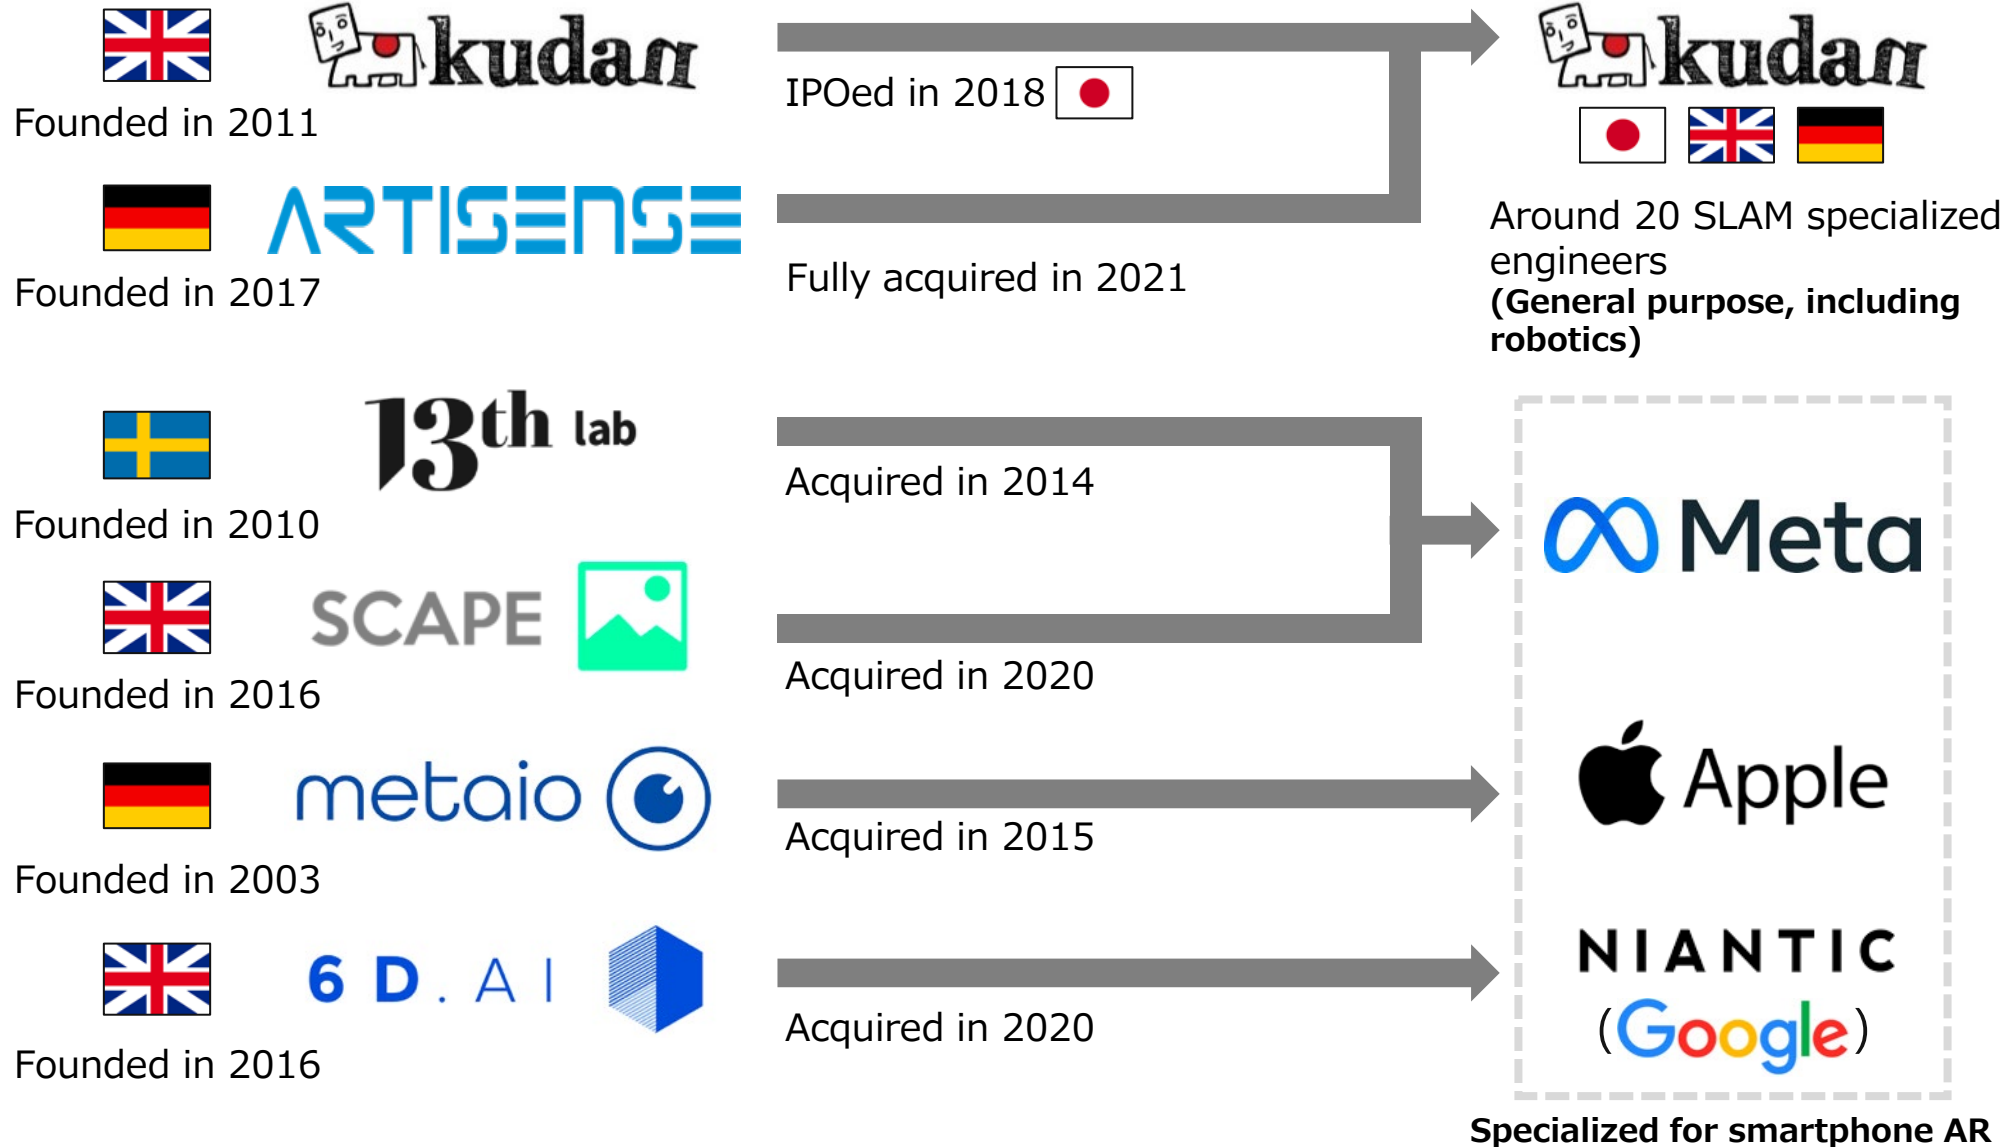 kudan
IPOed in 2018
Founded in 2011
kudan
ARTISENSE
Founded in 2017
Fully acquired in 2021
Around 20 SLAM specialized
engineers
(General purpose, including
robotics)
13th lab
Founded in 2010
Acquired in 2014
SCAPE
Founded in 2016
Acquired in 2020
Meta
metaio
Founded in 2003
Acquired in 2015
Apple
6D.AI
Founded in 2016
Acquired in 2020
NIANTIC
(Google)
Specialized for smartphone AR